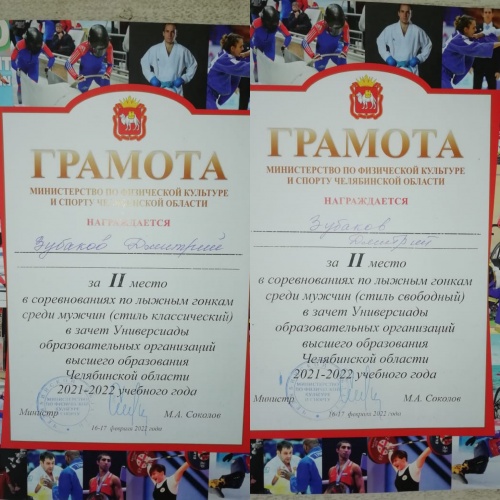 ГРАМОТА
МИНИСТЕРСТВО ПО ФИЗИЧЕСКОЙ КУЛЬТУРЕ
И СПОРТУ ЧЕЛЯБИНСКОЙ ОБЛАСТИ
НАГРАЖДАЕТСЯ
Зубаков Дмитрий
за II место
в соревнованиях по лыжным гонкам
среди мужчин (стиль классический)
в зачет Универсиады
образовательных организаций
высшего образования
Челябинской области
2021-2022 учебного года
Министр М.А. Соколов
16-17 февраля 2022 года
ГРАМОТА
МИНИСТЕРСТВО ПО ФИЗИЧЕСКОЙ КУЛЬТУРЕ
И СПОРТУ ЧЕЛЯБИНСКОЙ ОБЛАСТИ
НАГРАЖДАЕТСЯ
Зубаков
Дмитрий
за II место
в соревнованиях по лыжным гонкам
среди мужчин (стиль свободный)
в зачет Универсиады
образовательных организаций
высшего образования
Челябинской области
2021-2022 учебного года
Министр М.А. Соколов
16-17 февраля 2022 года